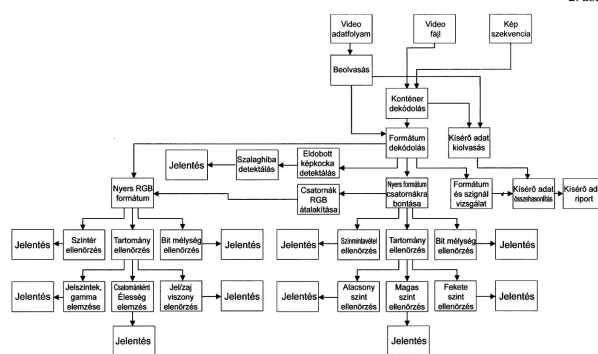 Video
adatfolyam
Video
fájl
Kép
szekvencia
Beolvasás
Konténer
dekódolás
Formátum
dekódolás
Kísérő adat
kiolvasás
Jelentés
Szalaghiba
detektálás
Eldobott
képkocka
detektálás
Nyers RGB
formátum
Csatornák
RGB
átalakítása
Nyers formátum
csatornákra
bontása
Formátum
és szignál
vizsgálat
Kísérő adat
összehasonlítás
Kísérő ada
riport
Jelentés
Színtér
ellenőrzés
Tartomány
ellenőrzés
Bit mélység
ellenőrzés
Jelentés
Jelentés
Színmintavétel
ellenőrzés
Tartomány
ellenőrzés
Bit mélység
ellenőrzés
Jelentés
Jelentés
Jelszintek,
gamma
elemzése
Csatornánként
Élesség
elemzés
Jel/zaj
viszony
elenőrzés
Jelentés
Jelentés
Alacsony
szint
ellenőrzés
Magas
szint
ellenőrzés
Fekete
szint
ellenőrzés
Jelentés
Jelentés
Jelentés